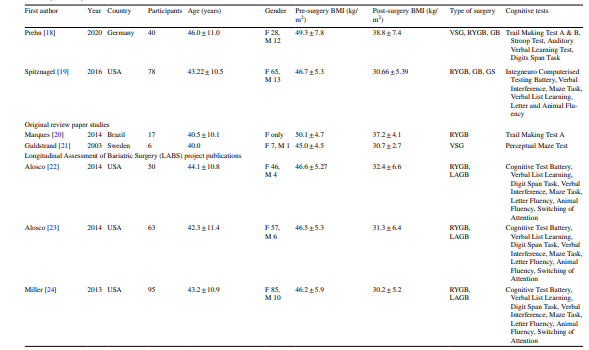 First author Year Country Participants Age (years) Gender Pre-surgery BMI (kg/m²) Post-surgery BMI (kg/m²) Type of surgery Cognitive tests
Prehn [18] 2020 Germany 40 46.0±11.0 F 28, M 12 49.3±7.8 38.8±7.4 VSG, RYGB, GB Trail Making Test A & B,
Stroop Test, Auditory
Verbal Learning Test,
Digits Span Task
Spitznagel [19] 2016 USA 78 43.22±10.5 F 65, M 13 46.7±5.3 30.66±5.39 RYGB, GB, GS Integneuro Computerised
Testing Battery, Verbal
Interference, Maze Task,
Verbal List Learning,
Letter and Animal Flu-
ency
Original review paper studies
Marques [20] 2014 Brazil 17 40.5±10.1 F only 50.1±4.7 37.2±4.1 RYGB Trail Making Test A
Guldstrand [21] 2003 Sweden 6 40.0 F 7, M 1 45.0±4.5 30.7±2.7 VSG Perceptual Maze Test
Longitudinal Assessment of Bariatric Surgery (LABS) project publications
Alosco [22] 2014 USA 50 44.1±10.8 F 46, M 4 46.6±5.27 32.4±6.6 RYGB, LAGB Cognitive Test Battery,
Verbal List Learning,
Digit Span Task, Verbal
Interference, Maze Task,
Letter Fluency, Animal
Fluency, Switching of
Attention
Alosco [23] 2014 USA 63 42.3±11.4 F 57, M 6 46.5±5.3 31.3±6.4 RYGB, LAGB Cognitive Test Battery,
Verbal List Learning,
Digit Span Task, Verbal
Interference, Maze Task,
Letter Fluency, Animal
Fluency, Switching of
Attention
Miller [24] 2013 USA 95 43.2±10.9 F 85, M 10 46.2±5.9 30.2±5.2 RYGB, LAGB Cognitive Test Battery,
Verbal List Learning,
Digit Span Task, Verbal
Interference, Maze Task,
Letter Fluency, Animal
Fluency, Switching of
Attention